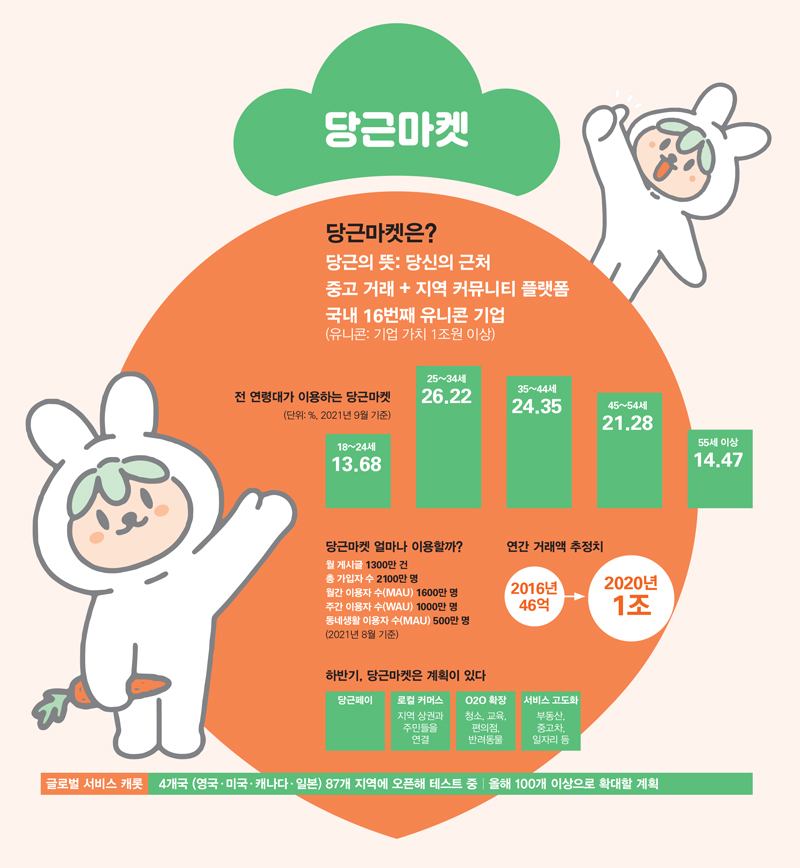 당근마켓
당근마켓은?
당근의 뜻: 당신의 근처
중고 거래 + 지역 커뮤니티 플랫폼
국내 16번째 유니콘 기업
(유니콘: 기업 가치 1조원 이상)
전 연령대가 이용하는 당근마켓
(단위: %, 2021년 9월 기준)
18~24세
13.68
25~34세
26.22
35~44세
24.35
45~54세
21.28
55세 이상
14.47
당근마켓 얼마나 이용할까?
월 게시글 1300만 건
총 가입자 수 2100만 명
월간 이용자 수(MAU) 1600만 명
주간 이용자 수(WAU) 1000만 명
동네생활 이용자 수(MAU) 500만 명
(2021년 8월 기준)
연간 거래액 추정치
2016년
46억
2020년
1조
하반기, 당근마켓은 계획이 있다
당근페이
로컬 커머스
지역 상권과
주민들을
연결
O2O 확장
청소, 교육,
편의점,
반려동물
서비스 고도화
부동산,
중고차,
일자리 등
글로벌 서비스 캐롯
4개국 (영국·미국·캐나다·일본) 87개 지역에 오픈해 테스트 중 | 올해 100개 이상으로 확대할 계획